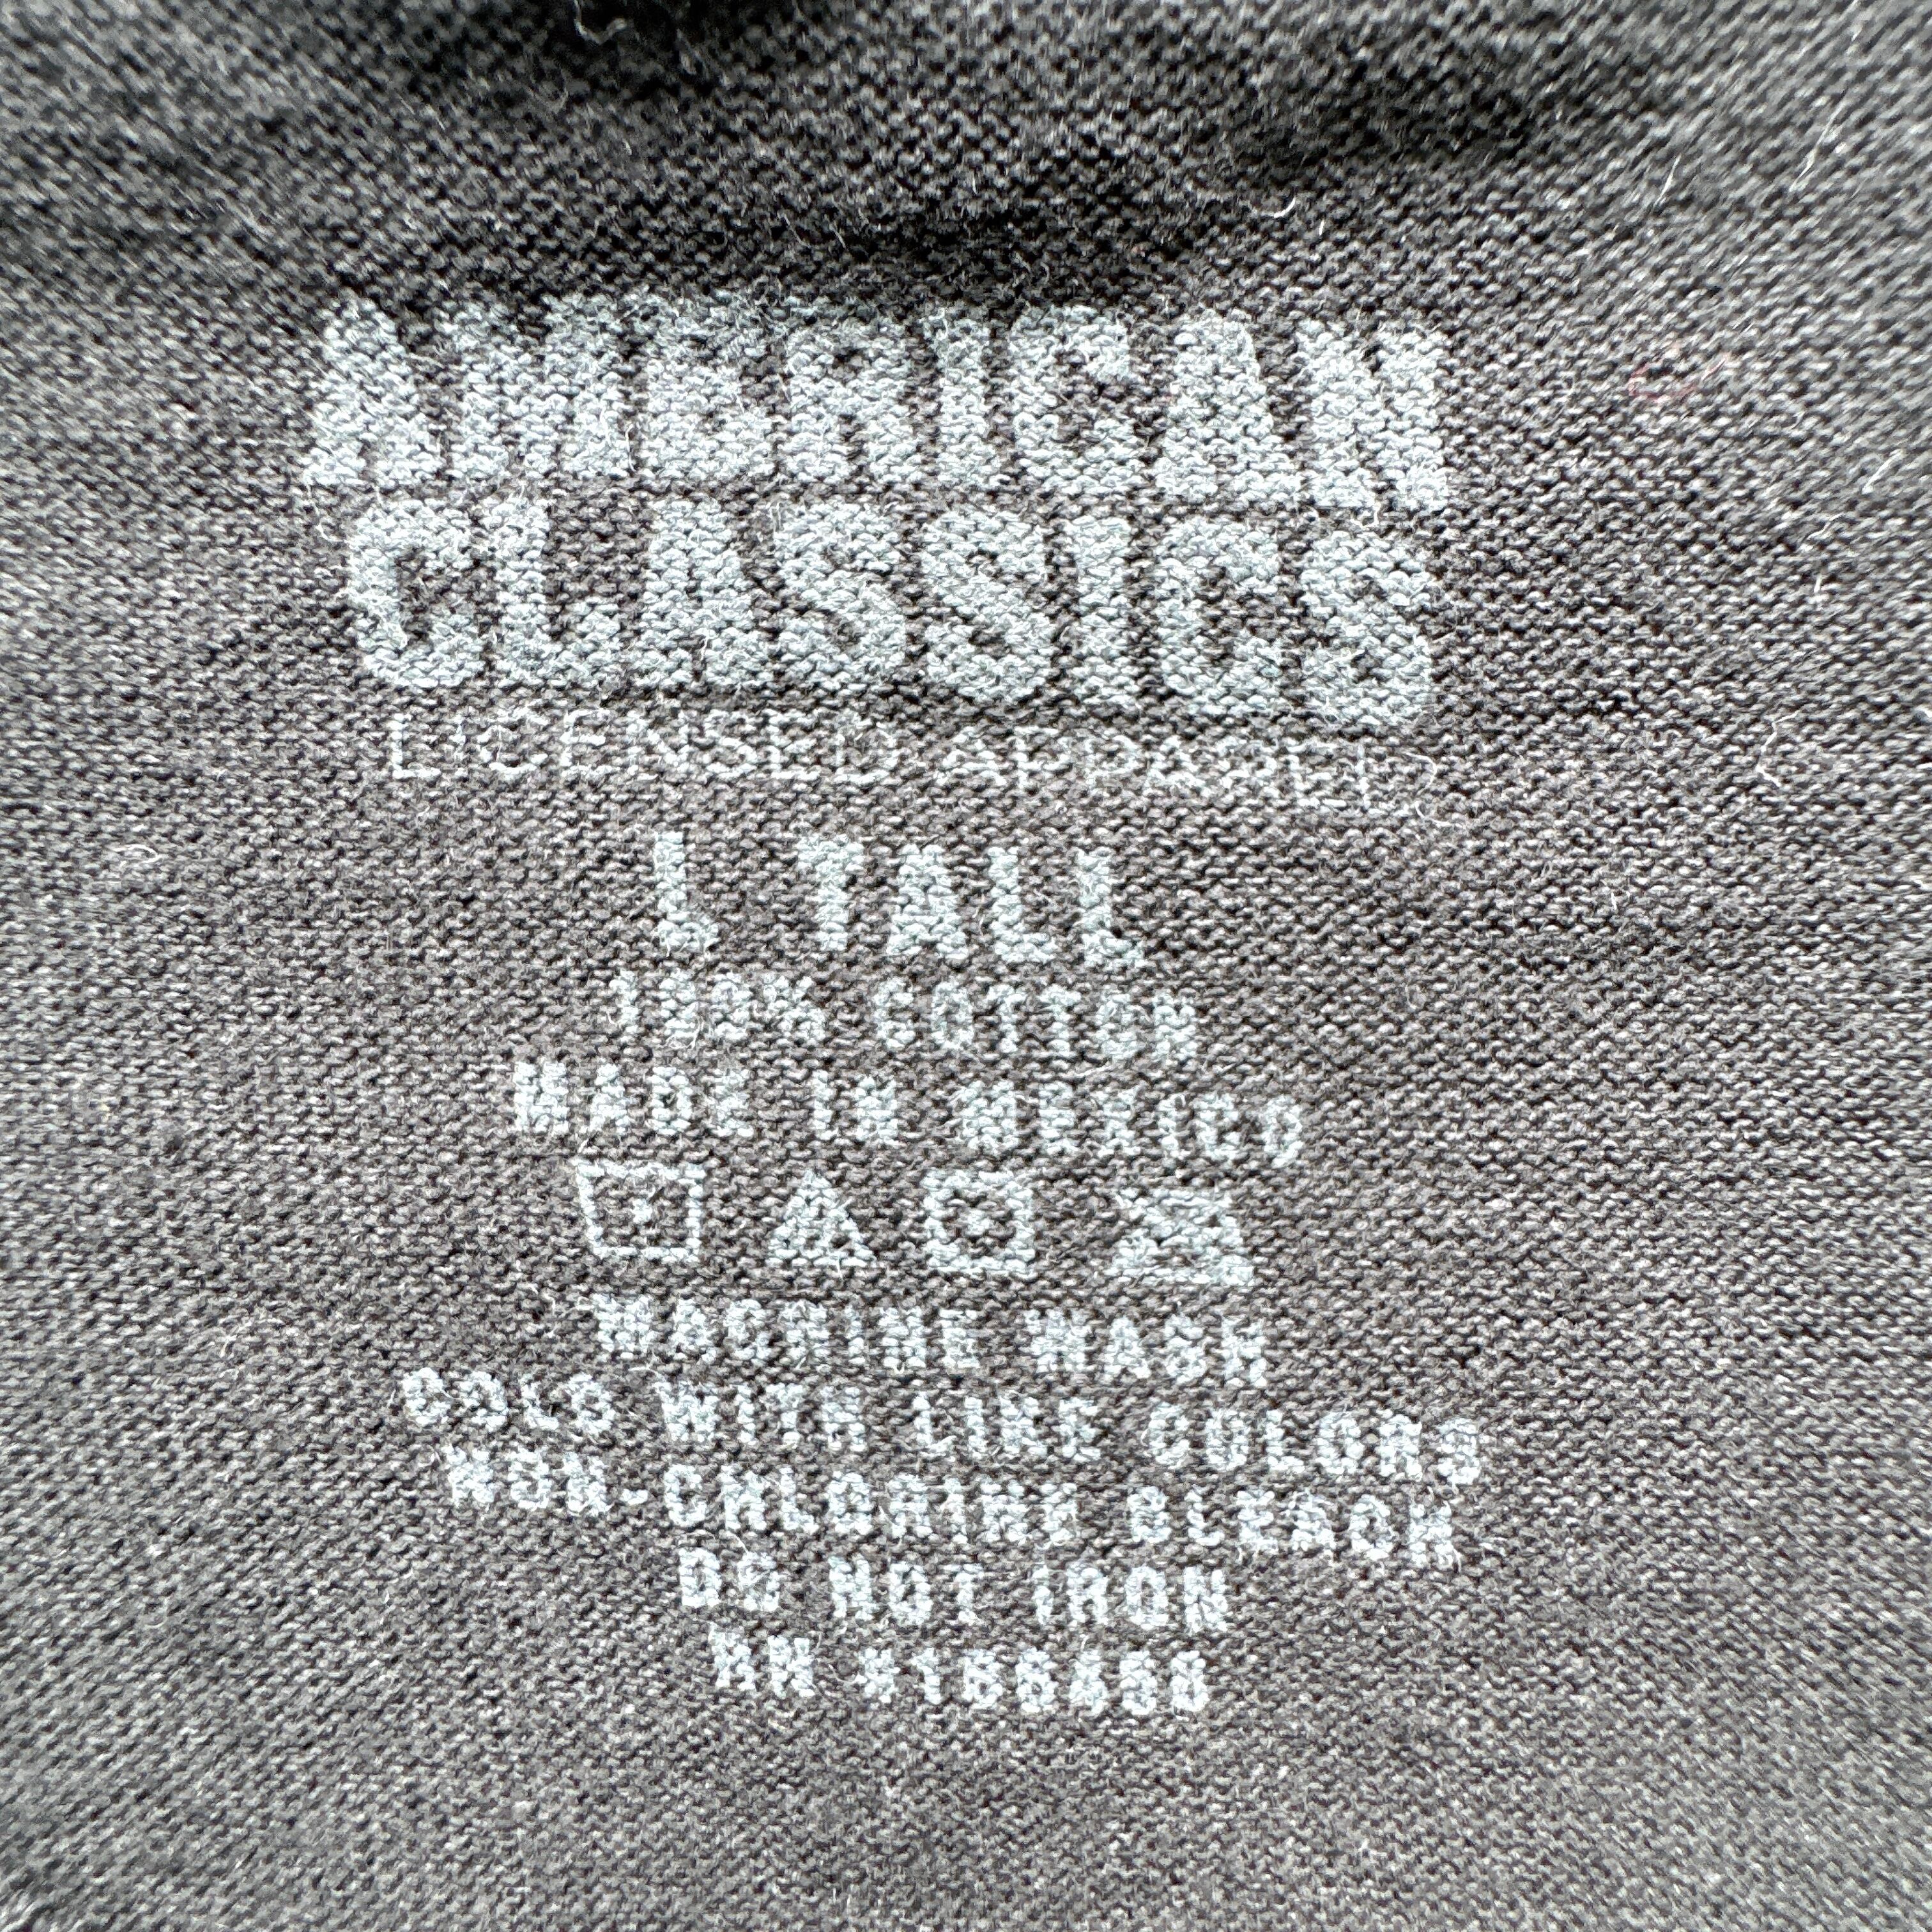 AMERICAN
CLASSICS
LICENSED APPAREL
L TALL
100% COTTON
MADE IN MEXICO
MACHINE WASH
COLD WITH LIKE COLORS
NON-CHLORINE BLEACH
DO NOT IRON
RN